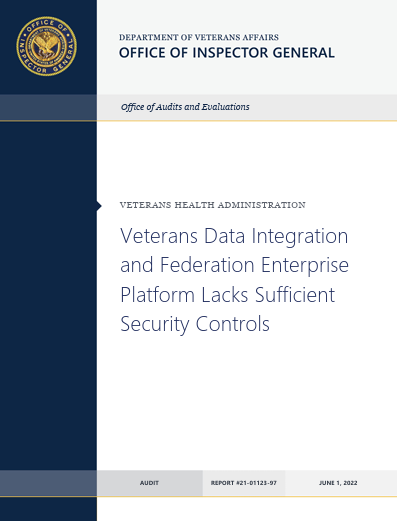 OFFICE OF
INSPECTOR GENERAL
DEPARTMENT OF VETERANS AFFAIRS
OFFICE OF INSPECTOR GENERAL
Office of Audits and Evaluations
VETERANS HEALTH ADMINISTRATION
Veterans Data Integration
and Federation Enterprise
Platform Lacks Sufficient
Security Controls
AUDIT
REPORT #21-01123-97
JUNE 1, 2022